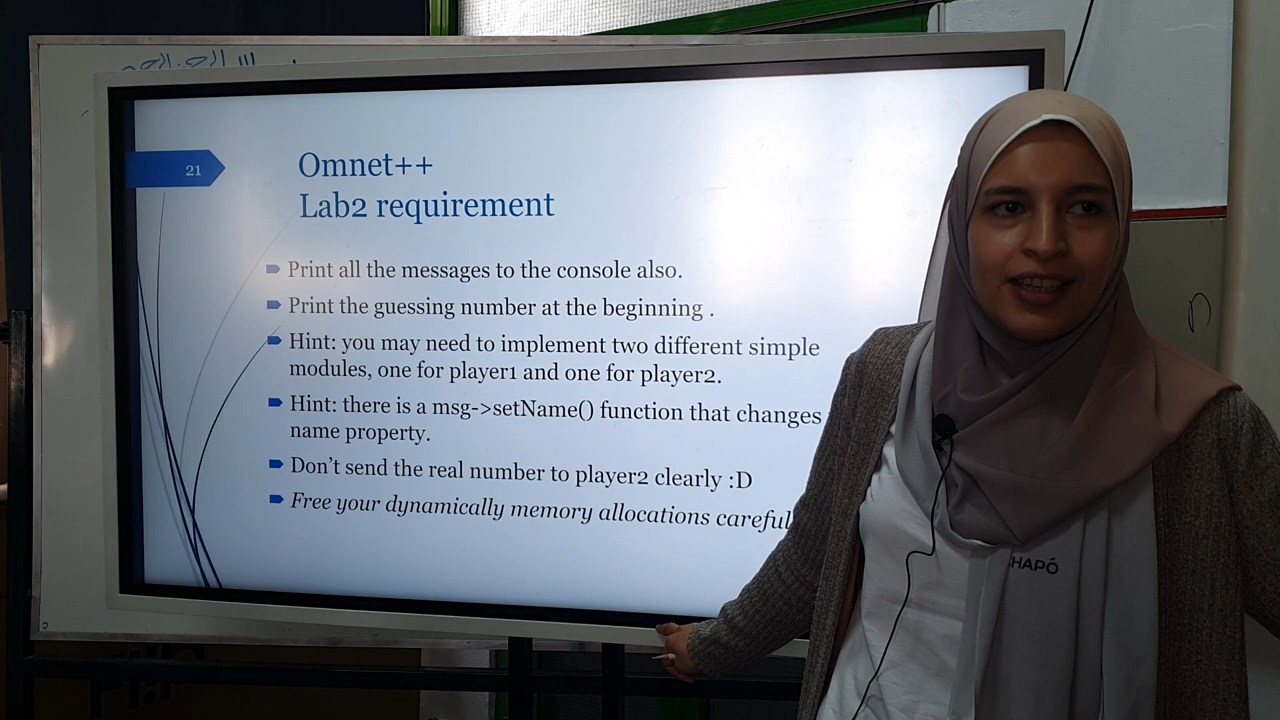 21
Omnet++
Lab2 requirement
Print all the messages to the console also.
Print the guessing number at the beginning .
Hint: you may need to implement two different simple
modules, one for player1 and one for player2.
Hint: there is a msg->setName() function that changes
name property.
Don't send the real number to player2 clearly :D
Free your dynamically memory allocations careful
HAPÓ